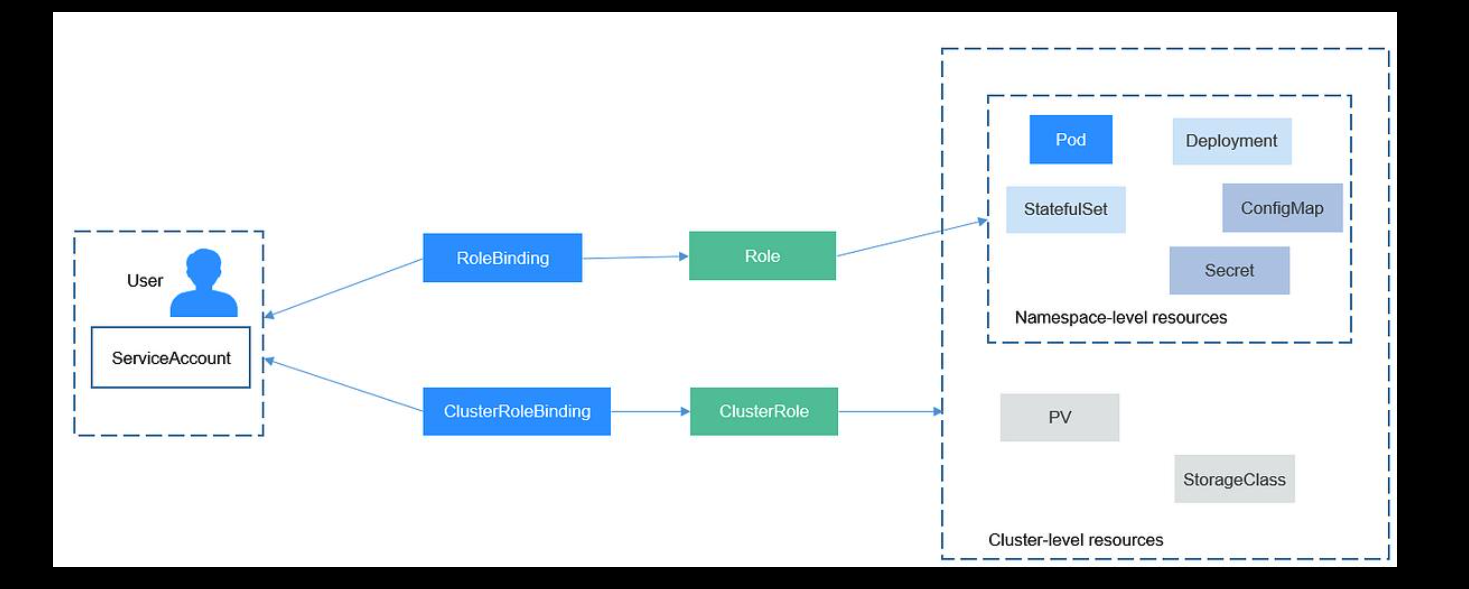 User
ServiceAccount
RoleBinding
Role
ClusterRoleBinding
ClusterRole
Pod
Deployment
StatefulSet
ConfigMap
Secret
Namespace-level resources
PV
StorageClass
Cluster-level resources